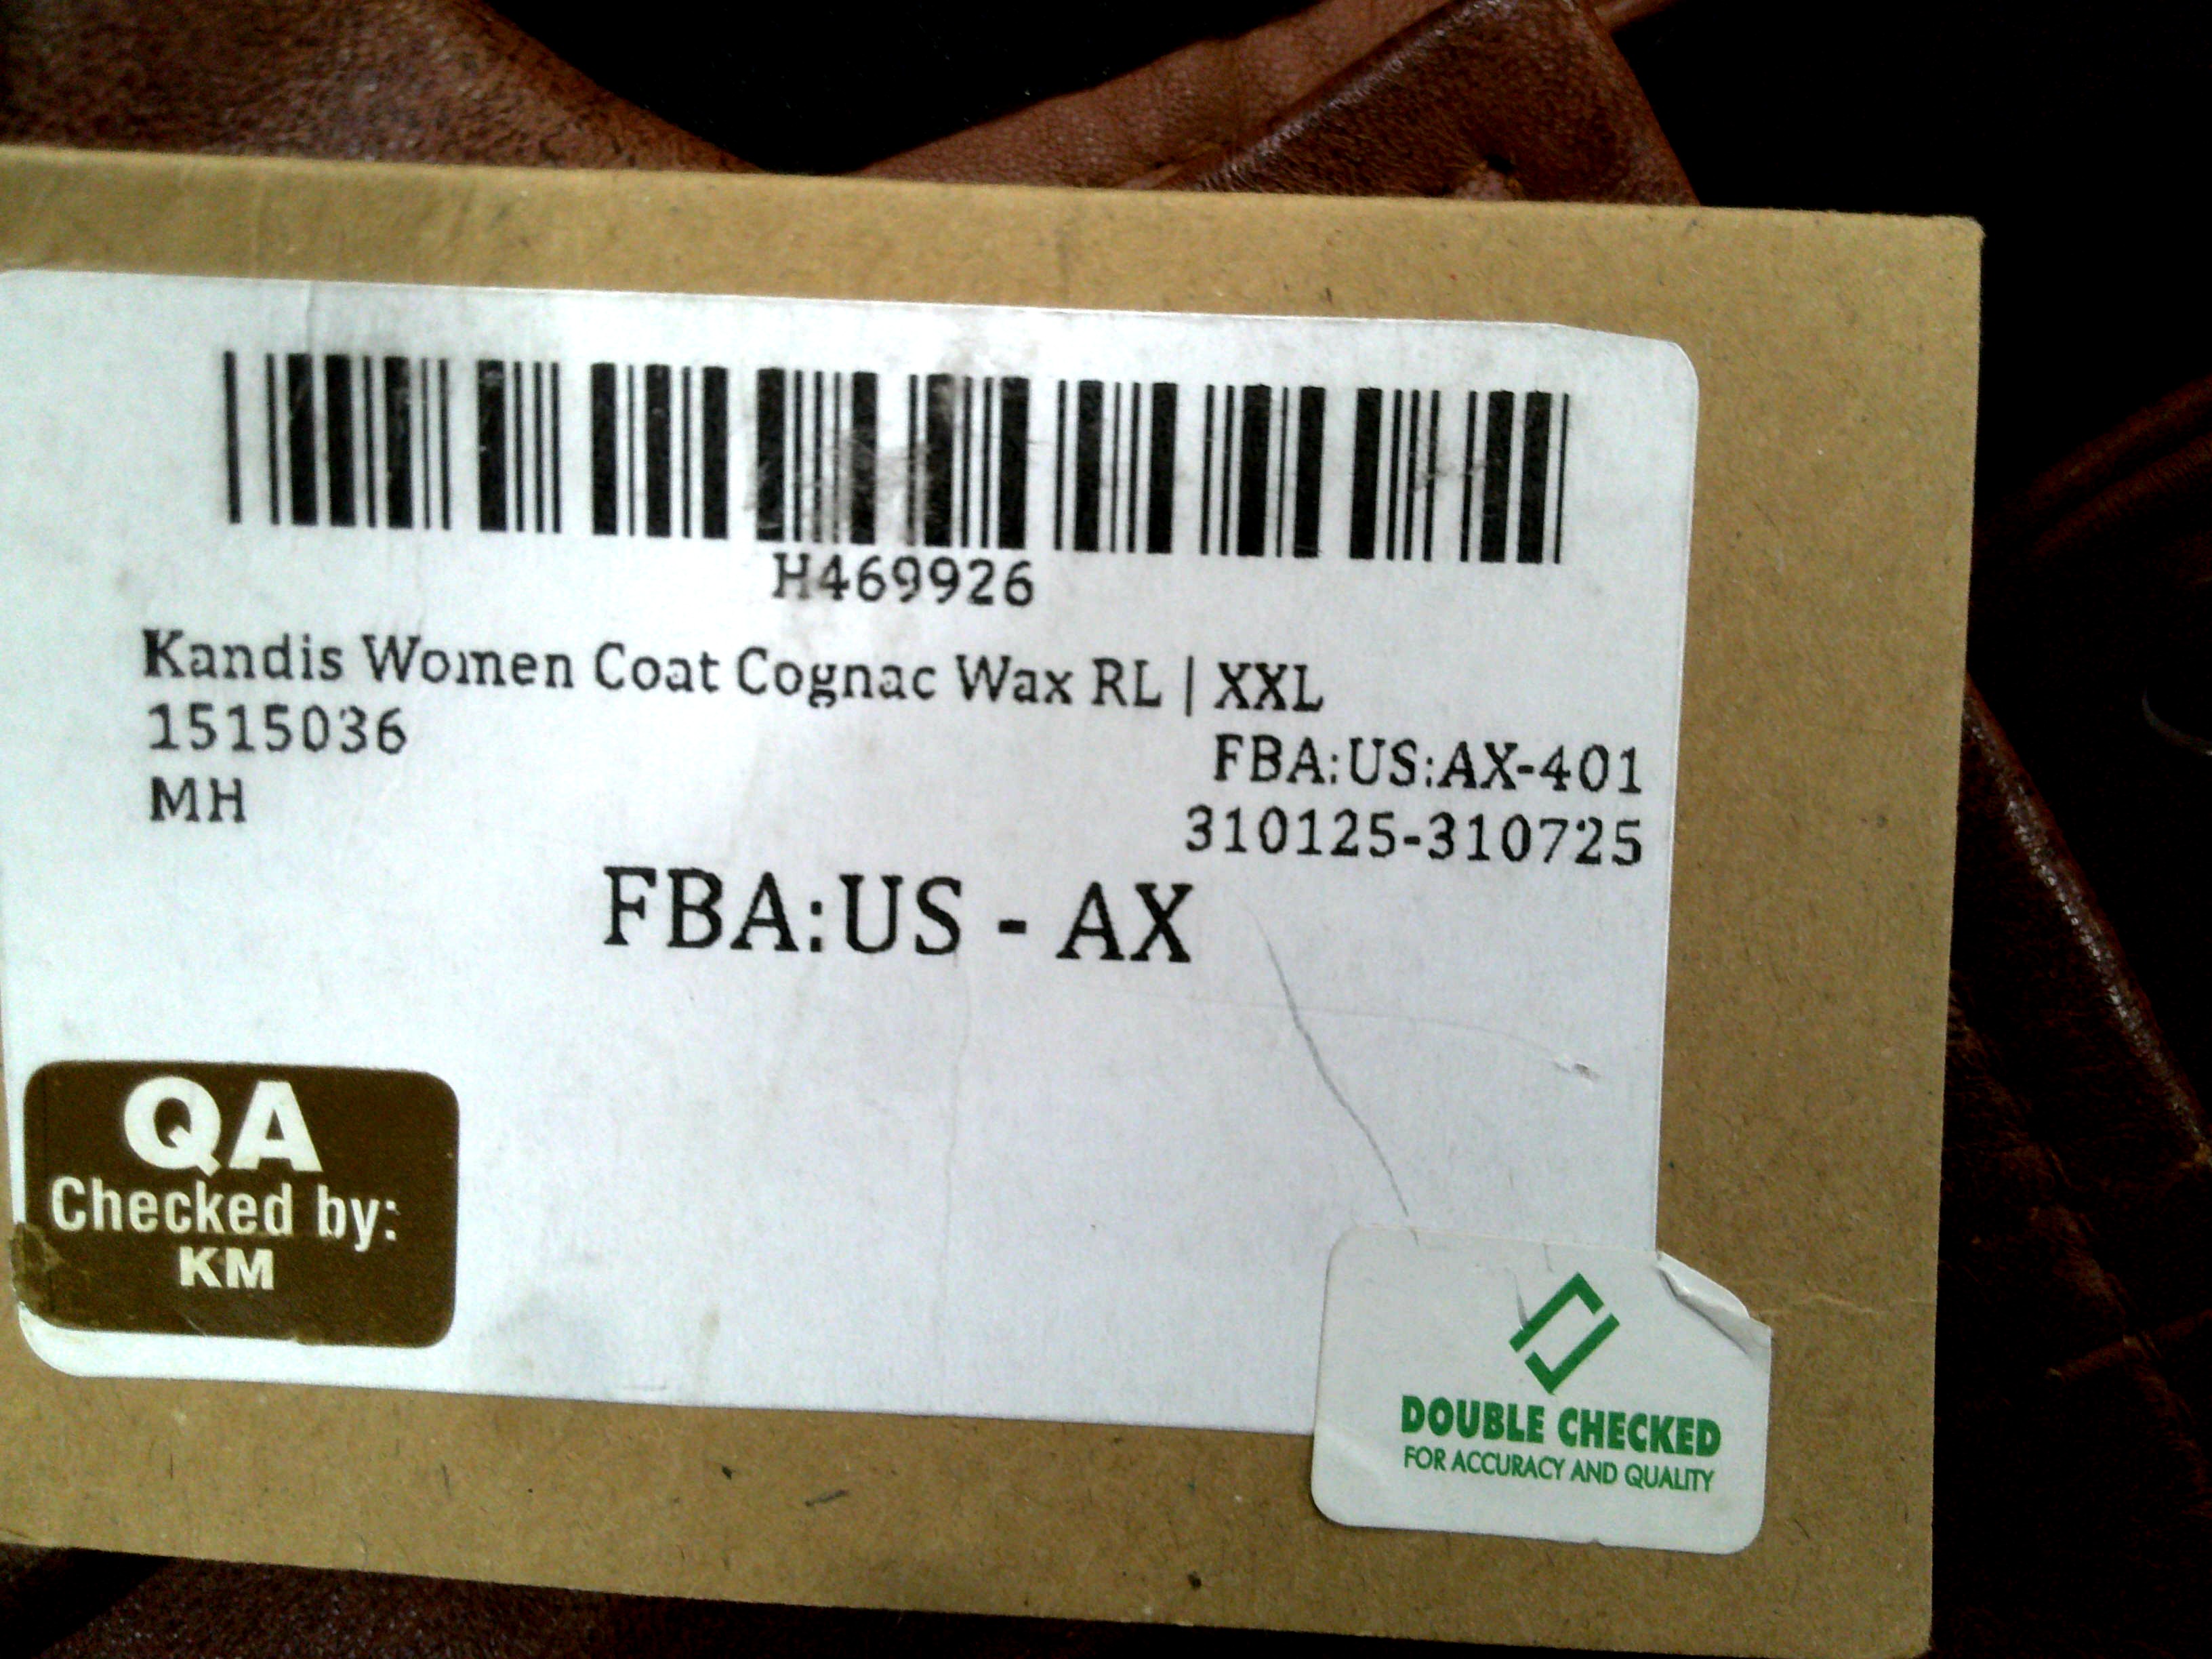 H469926
Kandis Women Coat Cognac Wax RL | XXL
1515036
FBA:US:AX-401
MH
310125-310725
FBA:US - AX
QA
Checked by:
KM
DOUBLE CHECKED
FOR ACCURACY AND QUALITY